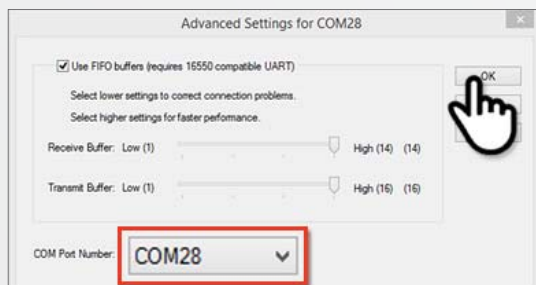 Advanced Settings for COM28
Use FIFO buffers (requires 16550 compatible UART)
OK
Select lower settings to correct connection problems.
Select higher settings for faster performance.
Receive Buffer: Low (1) High (14) (14)
Transmit Buffer: Low (1) High (16) (16)
COM Port Number: COM28